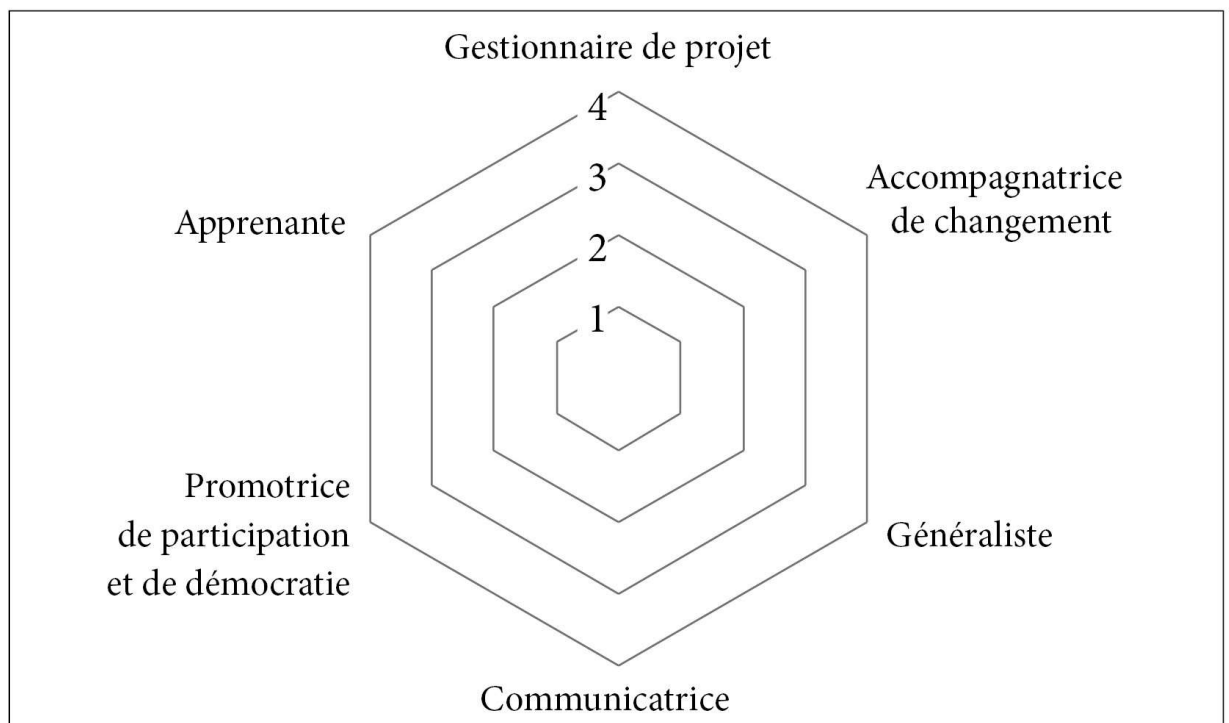 Gestionnaire de projet
4
3
2
1
Accompagnatrice
de changement
Apprenante
Promotrice
de participation
et de démocratie
Généraliste
Communicatrice